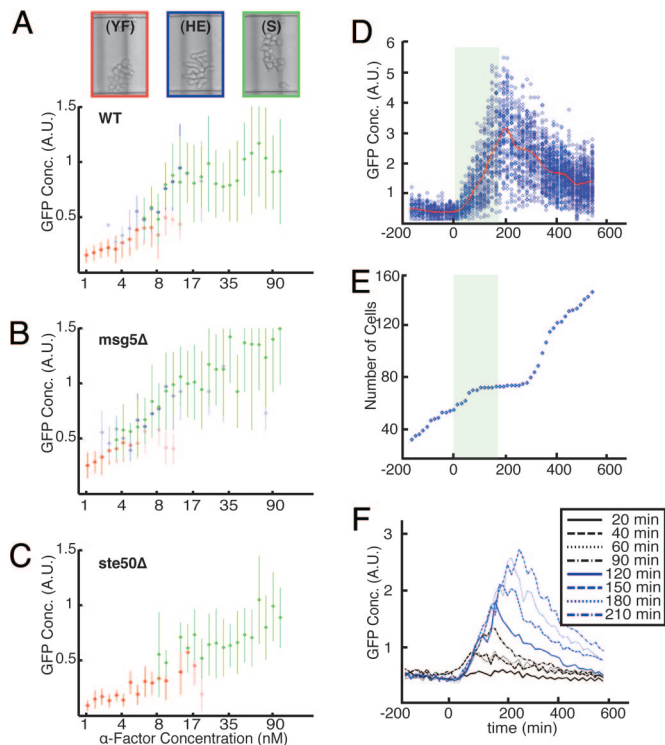 A
(YF)
(HE)
(S)
WT
GFP Conc. (A.U.)
1.5
1
0.5
1 4 8 17 35 90
B
msg5Δ
GFP Conc. (A.U.)
1.5
1
0.5
1 4 8 17 35 90
C
ste50Δ
GFP Conc. (A.U.)
1.5
1
0.5
1 4 8 17 35 90
α-Factor Concentration (nM)
D
GFP Conc. (A.U.)
6
5
4
3
2
1
-200 0 200 400 600
E
Number of Cells
160
120
80
40
-200 0 200 400 600
F
GFP Conc. (A.U.)
3
2
1
-200 0 200 400 600
time (min)
20 min
40 min
60 min
90 min
120 min
150 min
180 min
210 min